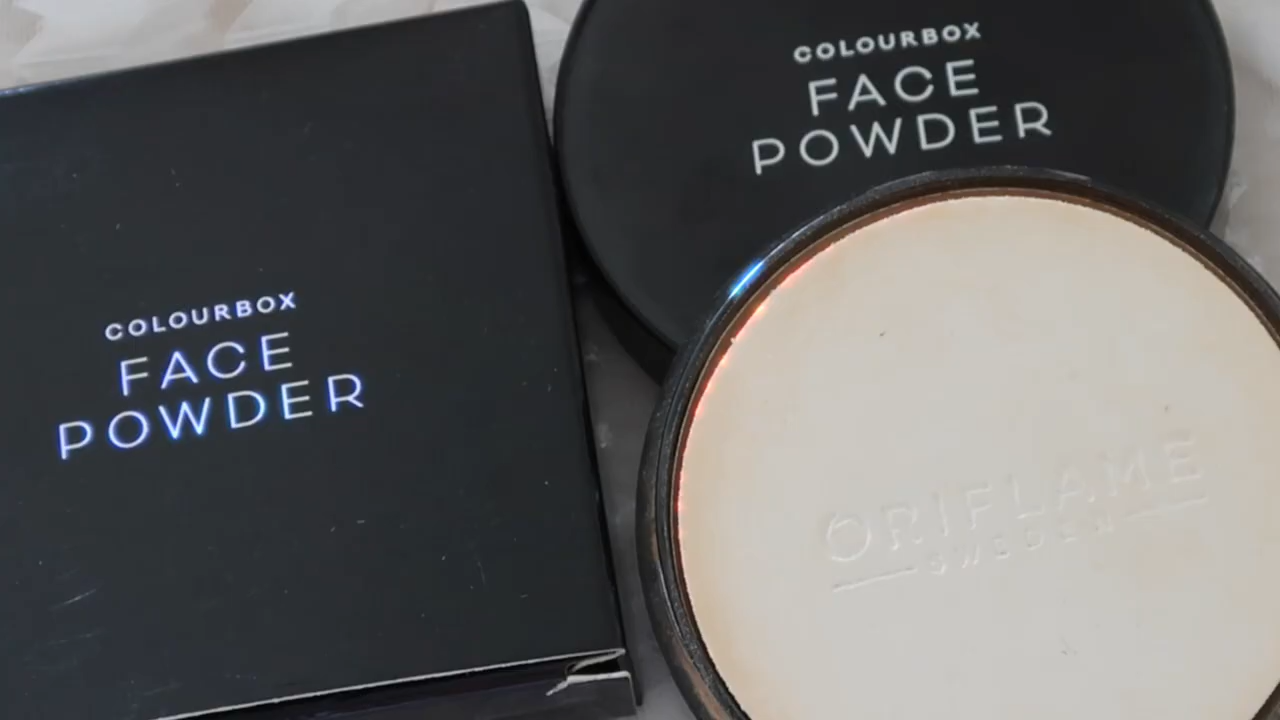 COLOURBOX
FACE
POWDER
COLOURBOX
FACE
POWDER
ORIFLAME
SWEDEN